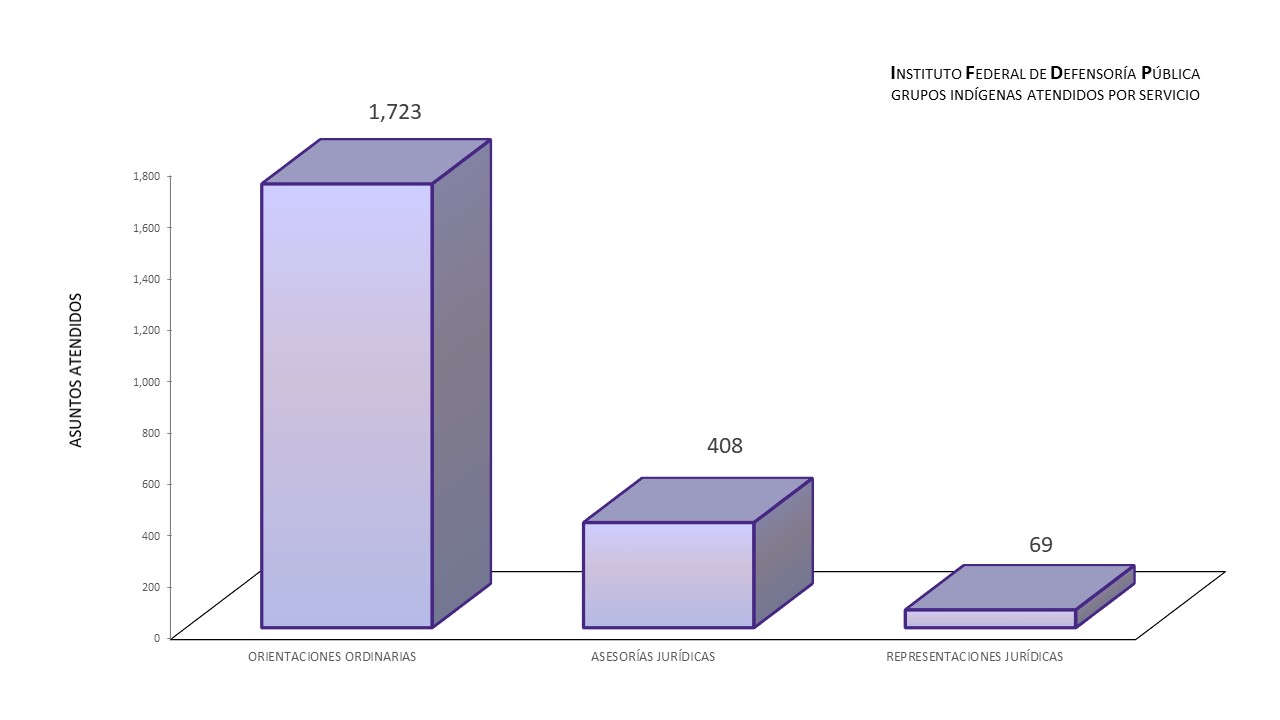 INSTITUTO FEDERAL DE DEFENSORÍA PÚBLICA
GRUPOS INDÍGENAS ATENDIDOS POR SERVICIO
1,723
408
69
ASUNTOS ATENDIDOS
1,800
1,600
1,400
1,200
1,000
800
600
400
200
0
ORIENTACIONES ORDINARIAS
ASESORÍAS JURÍDICAS
REPRESENTACIONES JURÍDICAS